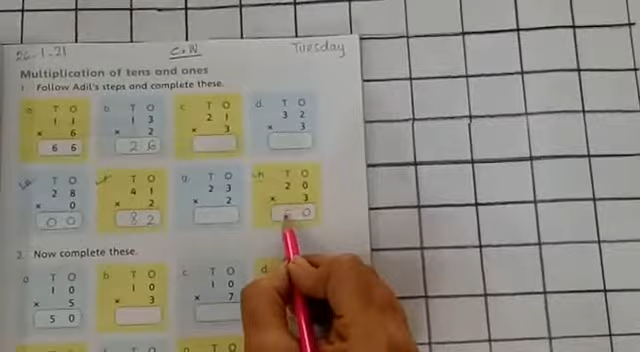 26-1-21 C.W Tuesday
Multiplication of tens and ones
1. Follow Adil's steps and complete these.
a. T O b T O c T O d. T O
1 1 1 3 2 1 3 2
× 6 × 2 × 3 × 3
6 6 2 6
e T O f T O g T O h T O
2 8 4 1 2 3 2 0
× 0 × 2 × 2 × 3
0 0 8 2 6 0
2. Now complete these.
a T O b T O c T O d.
1 0 1 0 1 0
× 5 × 3 × 7
5 0
T O T O T O